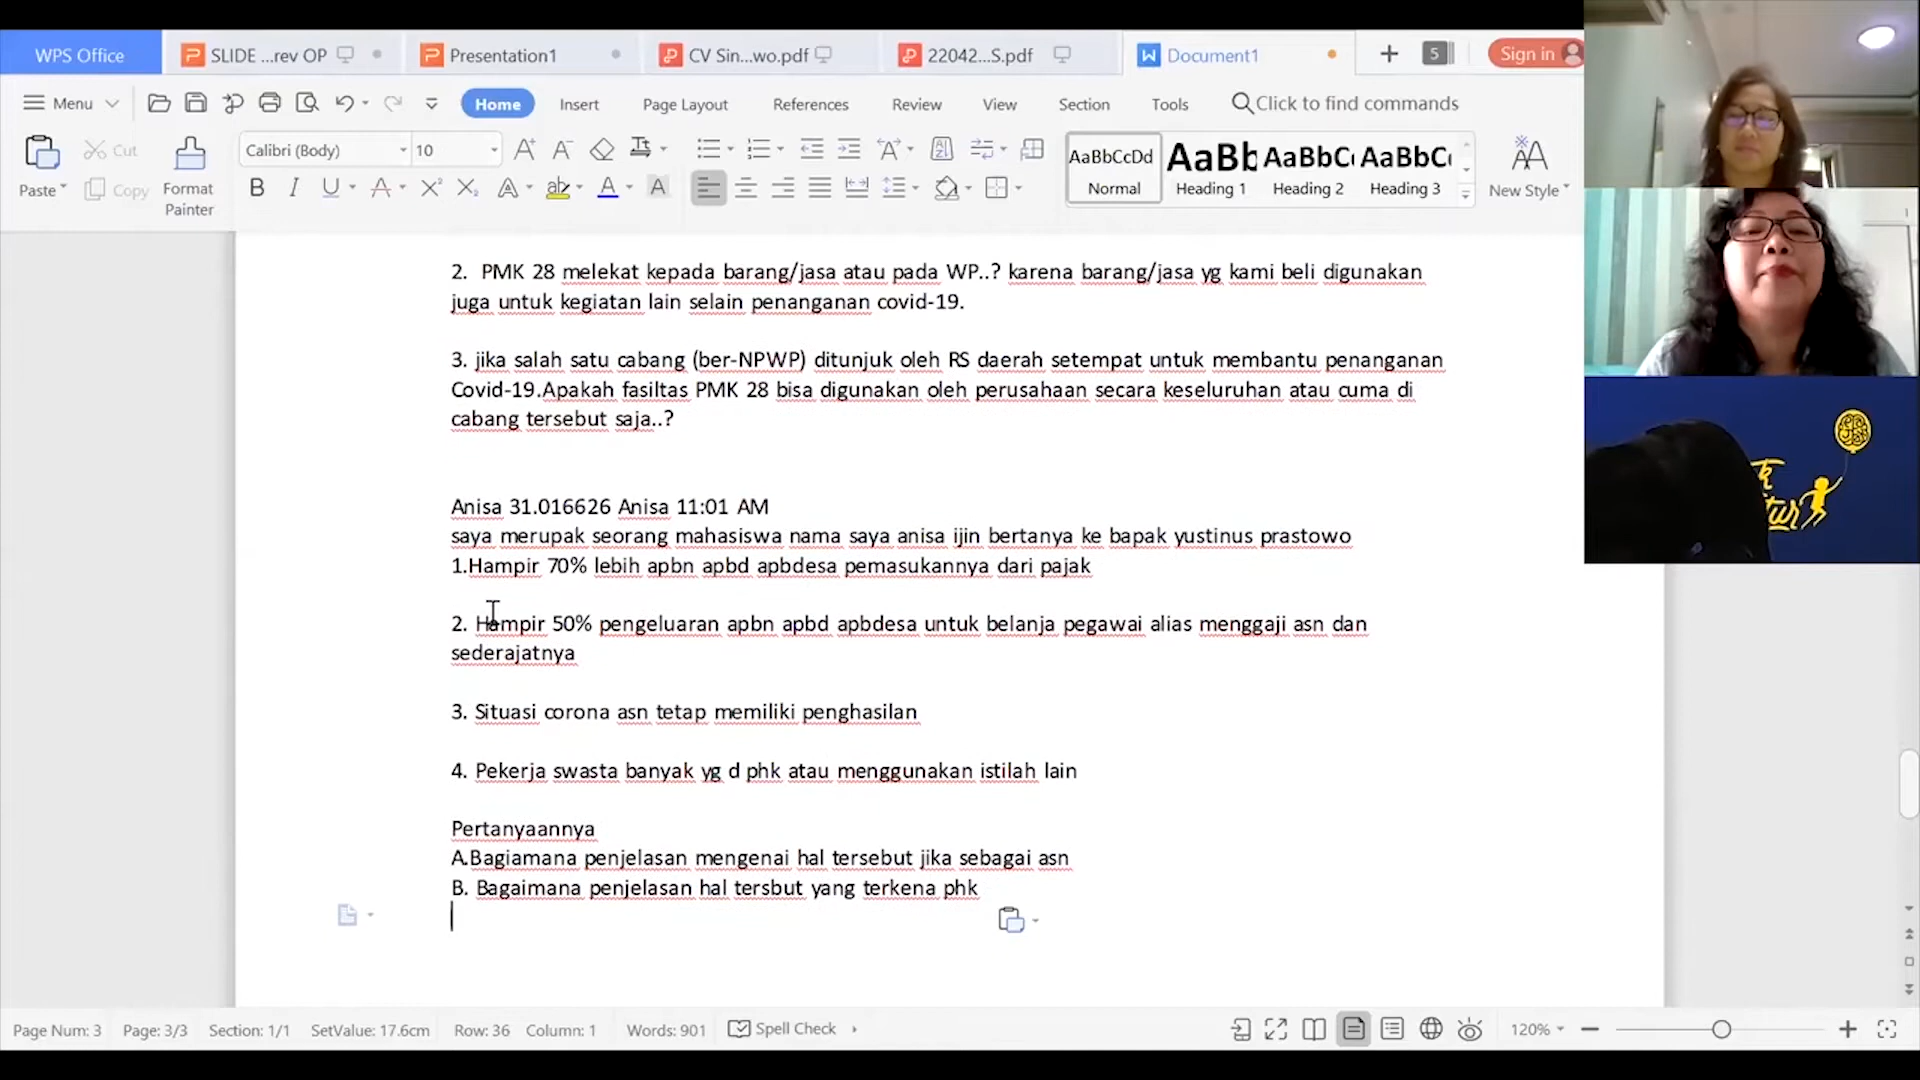 WPS Office
SLIDE ...rev OP
Presentation1
CV Sin...wo.pdf
22042...S.pdf
Document1
5
Sign in
Menu
Home
Insert
Page Layout
References
Review
View
Section
Tools
Click to find commands
Paste
Cut
Copy
Format
Painter
Calibri (Body)
10
AaBbCcDd
Normal
AaBb
Heading 1
AaBbC
Heading 2
AaBbC
Heading 3
New Style
2. PMK 28 melekat kepada barang/jasa atau pada WP..? karena barang/jasa yg kami beli digunakan
juga untuk kegiatan lain selain penanganan covid-19.
3. jika salah satu cabang (ber-NPWP) ditunjuk oleh RS daerah setempat untuk membantu penanganan
Covid-19.Apakah fasiltas PMK 28 bisa digunakan oleh perusahaan secara keseluruhan atau cuma di
cabang tersebut saja..?
Anisa 31.016626 Anisa 11:01 AM
saya merupak seorang mahasiswa nama saya anisa ijin bertanya ke bapak yustinus prastowo
1.Hampir 70% lebih apbn apbd apbdesa pemasukannya dari pajak
2. Hampir 50% pengeluaran apbn apbd apbdesa untuk belanja pegawai alias menggaji asn dan
sederajatnya
3. Situasi corona asn tetap memiliki penghasilan
4. Pekerja swasta banyak yg d phk atau menggunakan istilah lain
Pertanyaannya
A.Bagiamana penjelasan mengenai hal tersebut jika sebagai asn
B. Bagaimana penjelasan hal tersbut yang terkena phk
Page Num: 3
Page: 3/3
Section: 1/1
SetValue: 17.6cm
Row: 36
Column: 1
Words: 901
Spell Check
120%